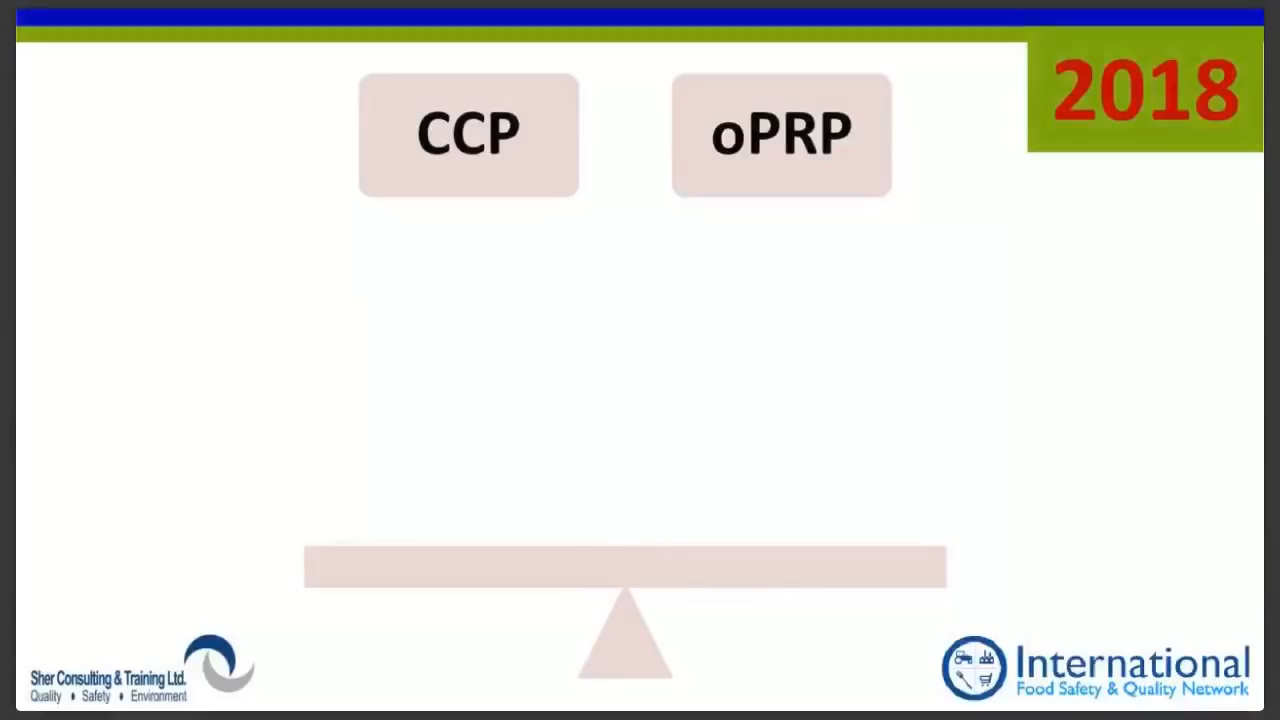 2018
CCP
oPRP
Sher Consulting & Training Ltd.
Quality • Safety • Environment
International
Food Safety & Quality Network